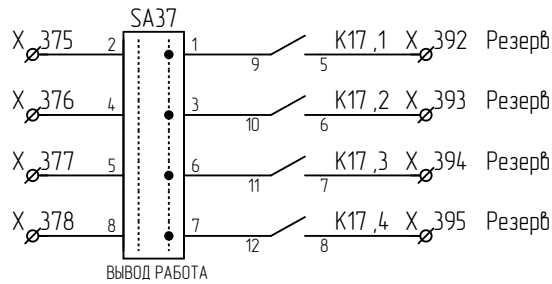 SA37
X 375 2 1 K17,1 X 392 Резерв
9 5
X 376 4 3 K17,2 X 393 Резерв
10 6
X 377 5 6 K17,3 X 394 Резерв
11 7
X 378 8 7 K17,4 X 395 Резерв
12 8
ВЫВОД РАБОТА